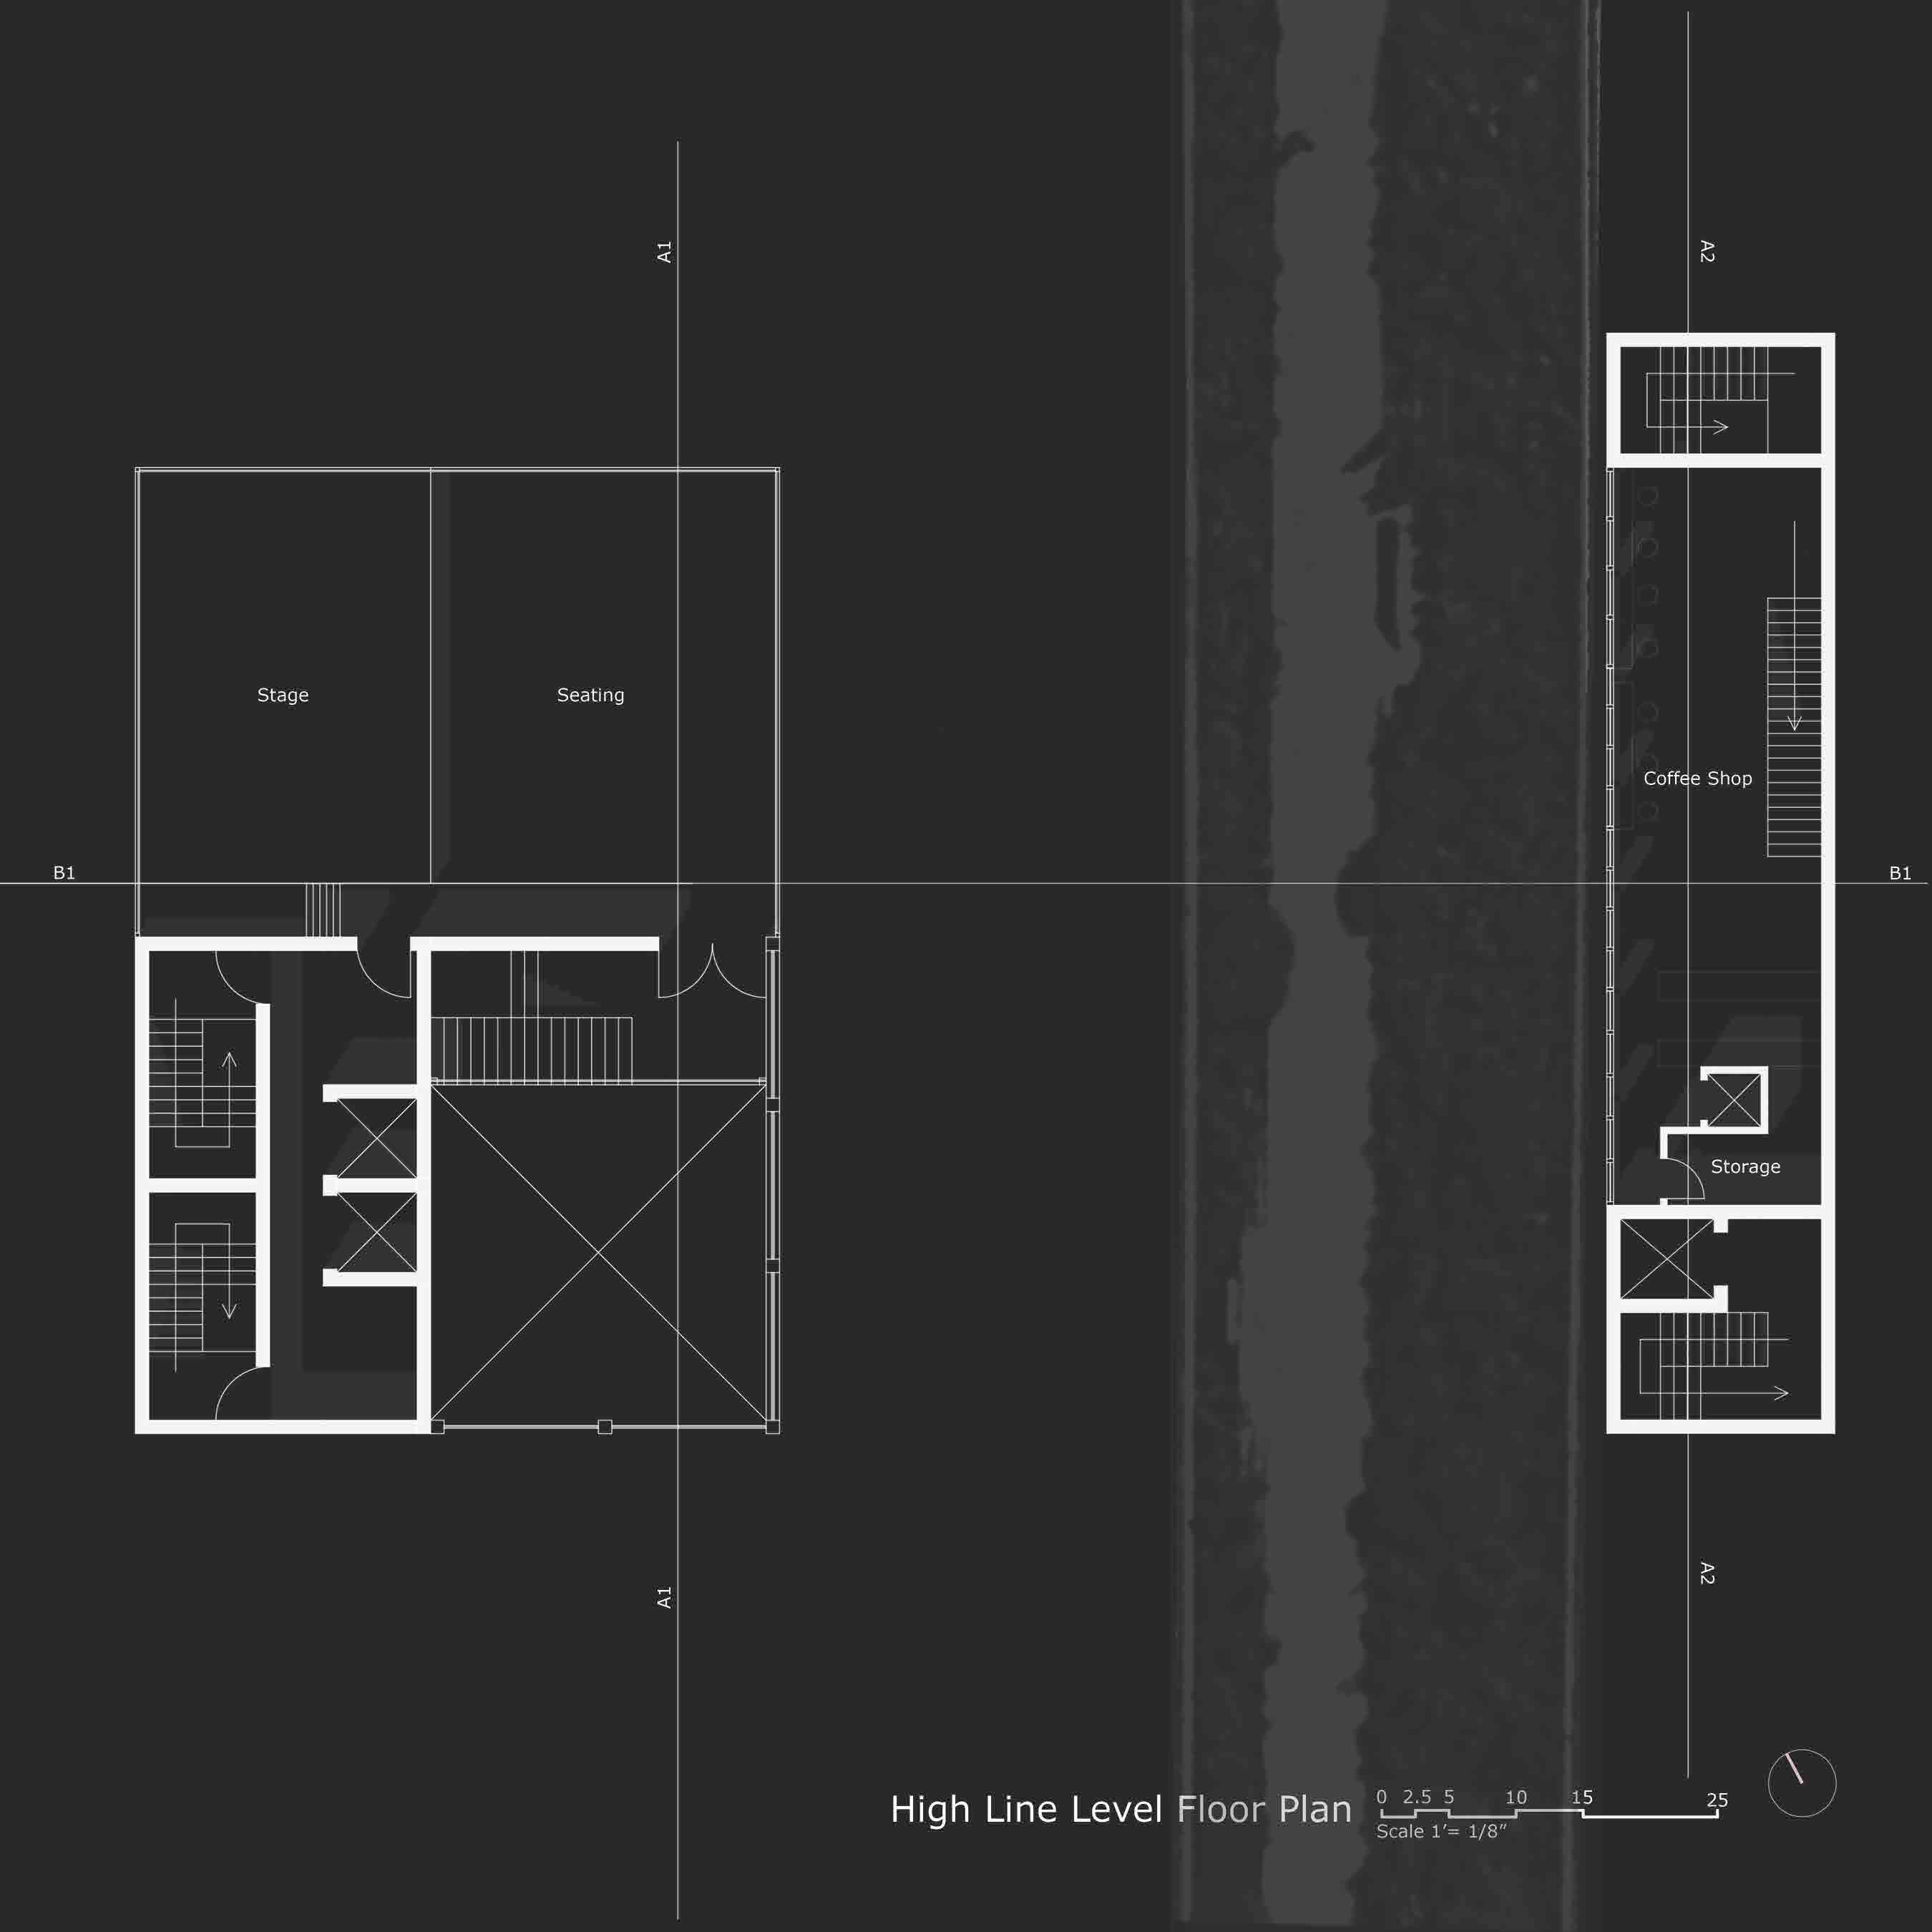 A1
A2
Stage
Seating
Coffee Shop
B1
B1
Storage
A1
A2
High Line Level Floor Plan
0 2.5 5 10 15 25
Scale 1'= 1/8"